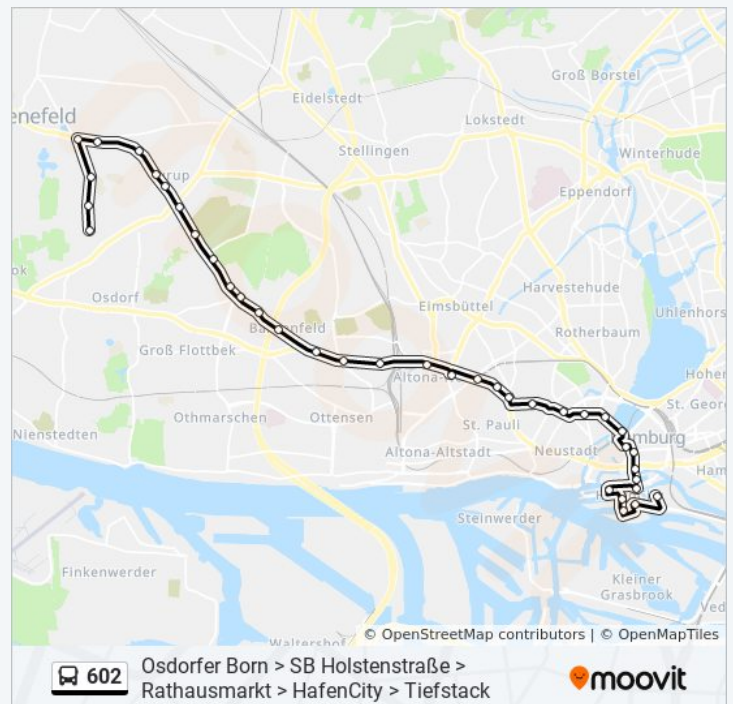 Groß Borstel
Eidelstedt
enefeld
Lokstedt
Stellingen
Winterhude
rup
Eppendorf
ok
Harvestehude
Osdorf
Eimsbüttel
Uhlenhors
Rotherbaum
Groß Flottbek
Hoher
Altona-
St. Georg
Othmarschen
Ottensen
St. Pauli
Nienstedten
mburg
Altona-Altstadt
Neustadt
Ham
Steinwerder
Finkenwerder
Kleiner
Grasbrook
Ved
Waltershof
© OpenStreetMap contributors | © OpenMapTiles
602
Osdorfer Born > SB Holstenstraße >
Rathausmarkt > HafenCity > Tiefstack
moovit